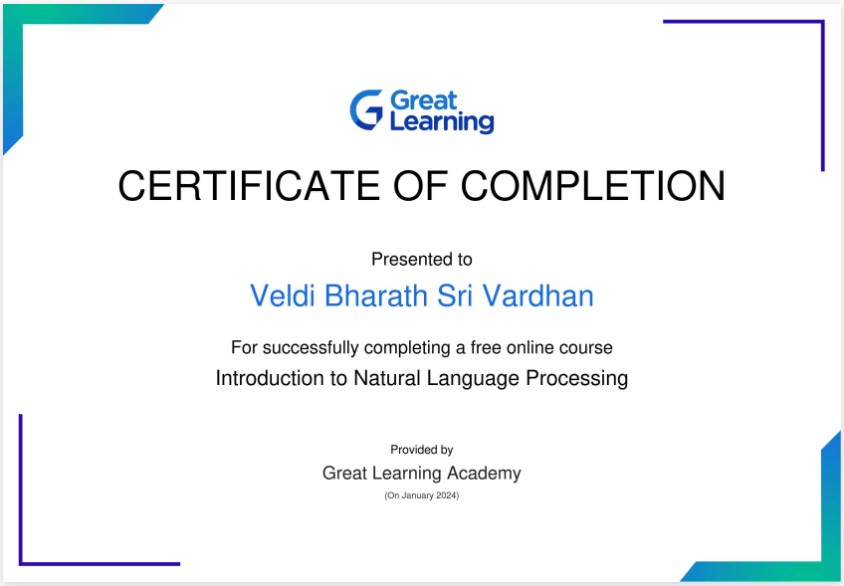 Great
Learning
CERTIFICATE OF COMPLETION
Presented to
Veldi Bharath Sri Vardhan
For successfully completing a free online course
Introduction to Natural Language Processing
Provided by
Great Learning Academy
(On January 2024)